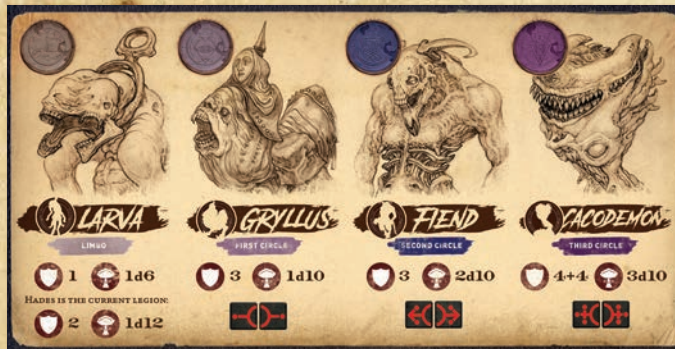 LARVA
LIMBO
1 1d6
HADES IS THE CURRENT LEGION:
2 1d12
GRYLLUS
FIRST CIRCLE
3 1d10
FIEND
SECOND CIRCLE
3 2d10
CACODEMON
THIRD CIRCLE
4+4 3d10